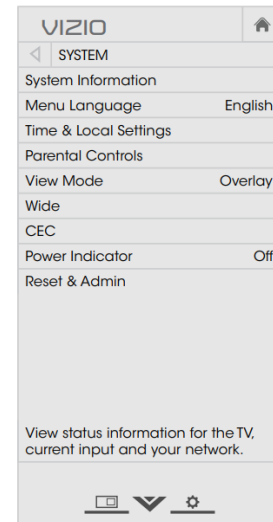 VIZIO
SYSTEM
System Information
Menu Language English
Time & Local Settings
Parental Controls
View Mode Overlay
Wide
CEC
Power Indicator Off
Reset & Admin
View status information for the TV,
current input and your network.